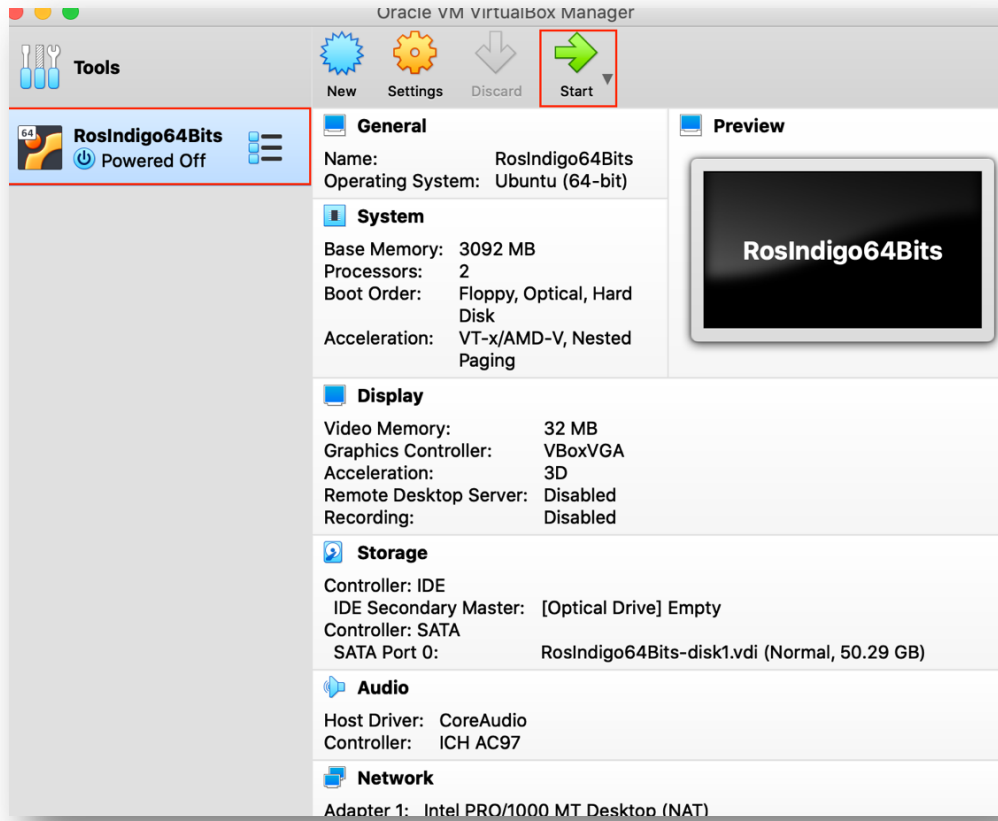 Oracle VM VirtualBox Manager
Tools
New
Settings
Discard
Start
64
RosIndigo64Bits
Powered Off
General
Name: RosIndigo64Bits
Operating System: Ubuntu (64-bit)
Preview
RosIndigo64Bits
System
Base Memory: 3092 MB
Processors: 2
Boot Order: Floppy, Optical, Hard
Disk
Acceleration: VT-x/AMD-V, Nested
Paging
Display
Video Memory: 32 MB
Graphics Controller: VBoxVGA
Acceleration: 3D
Remote Desktop Server: Disabled
Recording: Disabled
Storage
Controller: IDE
IDE Secondary Master: [Optical Drive] Empty
Controller: SATA
SATA Port 0: RosIndigo64Bits-disk1.vdi (Normal, 50.29 GB)
Audio
Host Driver: CoreAudio
Controller: ICH AC97
Network
Adapter 1: Intel PRO/1000 MT Desktop (NAT)